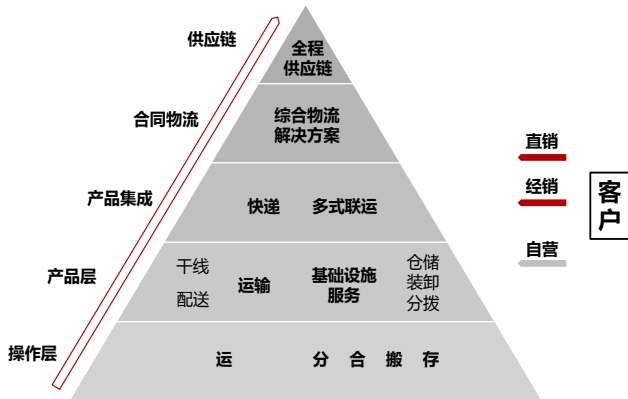 供应链
全程
供应链
合同物流
综合物流
解决方案
直销
产品集成
快递 多式联运
经销
客
户
产品层
干线
配送
运输
基础设施
服务
仓储
装卸
分拨
自营
操作层
运 分 合 搬 存